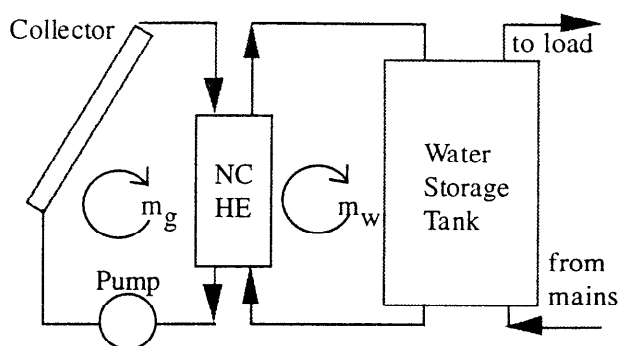 Collector
to load
NC
HE
m_g
m_w
Water
Storage
Tank
Pump
from
mains